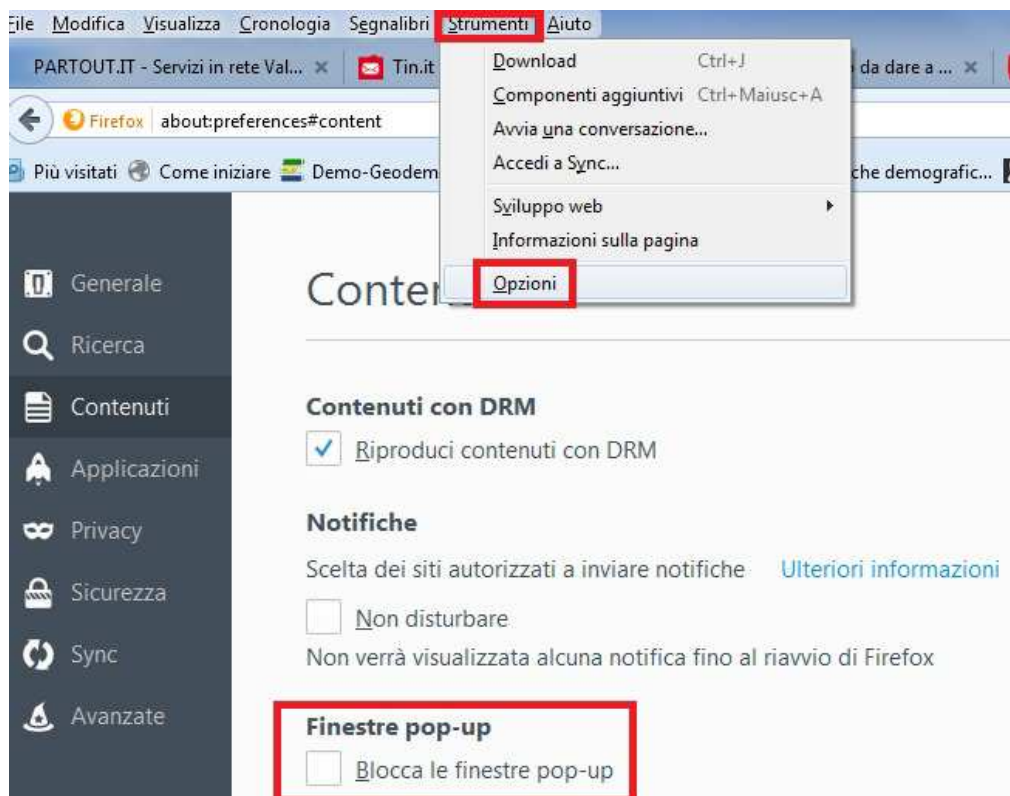 File Modifica Visualizza Cronologia Segnalibri Strumenti Aiuto
PARTOUT.IT - Servizi in rete Val... × Tin.it da dare a ... ×
Firefox about:preferences#content
Più visitati Come iniziare Demo-Geodem che demografic...
Download Ctrl+J
Componenti aggiuntivi Ctrl+Maiusc+A
Avvia una conversazione...
Accedi a Sync...
Sviluppo web
Informazioni sulla pagina
Opzioni
Generale
Ricerca
Contenuti
Applicazioni
Privacy
Sicurezza
Sync
Avanzate
Conten
Contenuti con DRM
Riproduci contenuti con DRM
Notifiche
Scelta dei siti autorizzati a inviare notifiche Ulteriori informazioni
Non disturbare
Non verrà visualizzata alcuna notifica fino al riavvio di Firefox
Finestre pop-up
Blocca le finestre pop-up